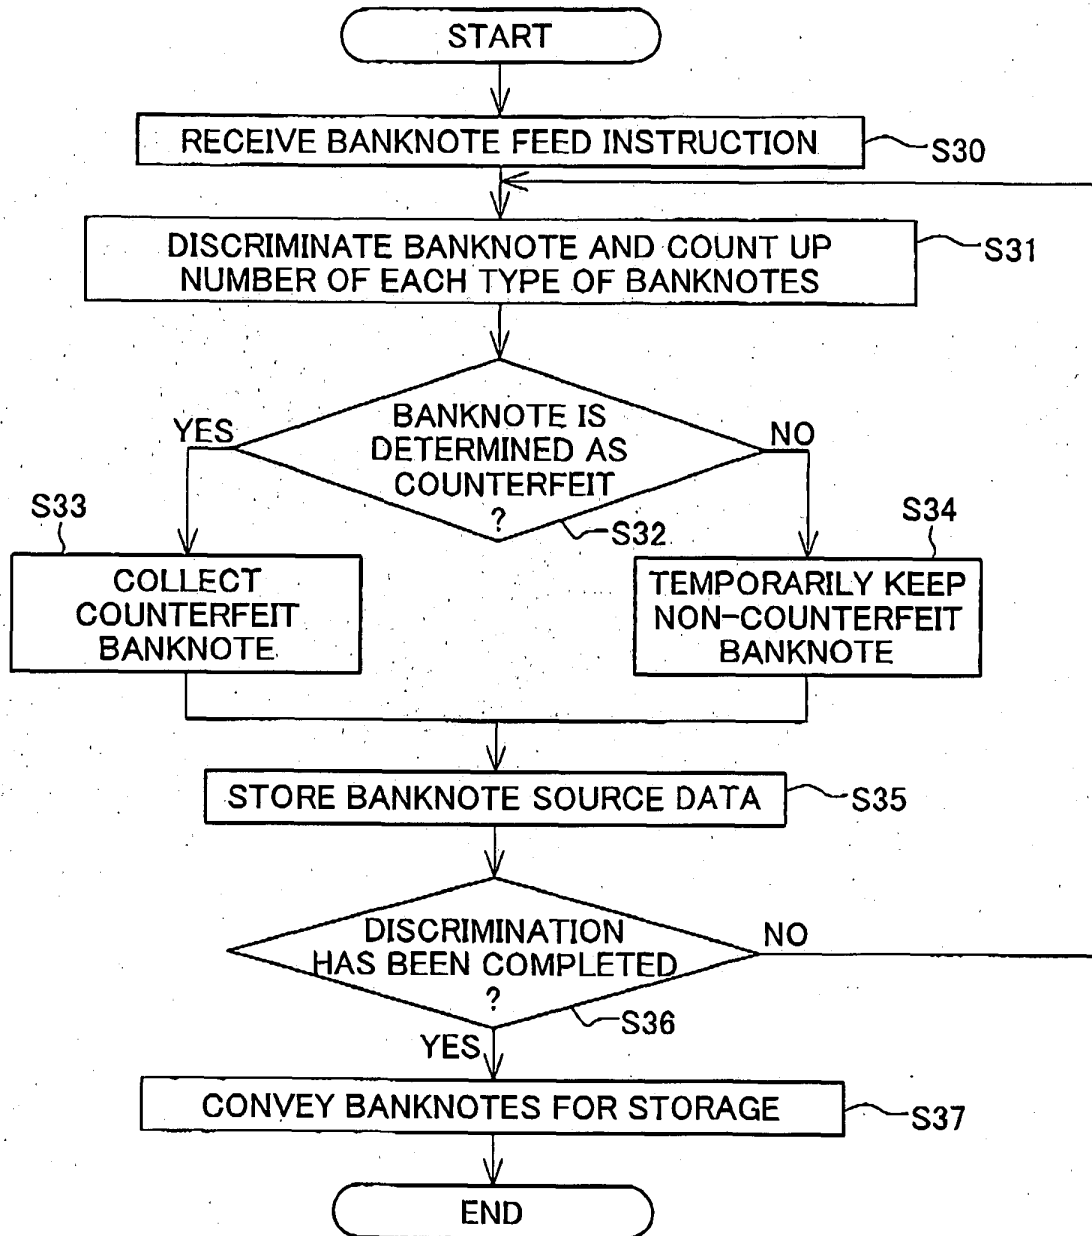 START
RECEIVE BANKNOTE FEED INSTRUCTION
S30
DISCRIMINATE BANKNOTE AND COUNT UP
NUMBER OF EACH TYPE OF BANKNOTES
S31
BANKNOTE IS
DETERMINED AS
COUNTERFEIT
?
S32
YES
NO
S33
COLLECT
COUNTERFEIT
BANKNOTE
S34
TEMPORARILY KEEP
NON-COUNTERFEIT
BANKNOTE
STORE BANKNOTE SOURCE DATA
S35
DISCRIMINATION
HAS BEEN COMPLETED
?
S36
NO
YES
CONVEY BANKNOTES FOR STORAGE
S37
END